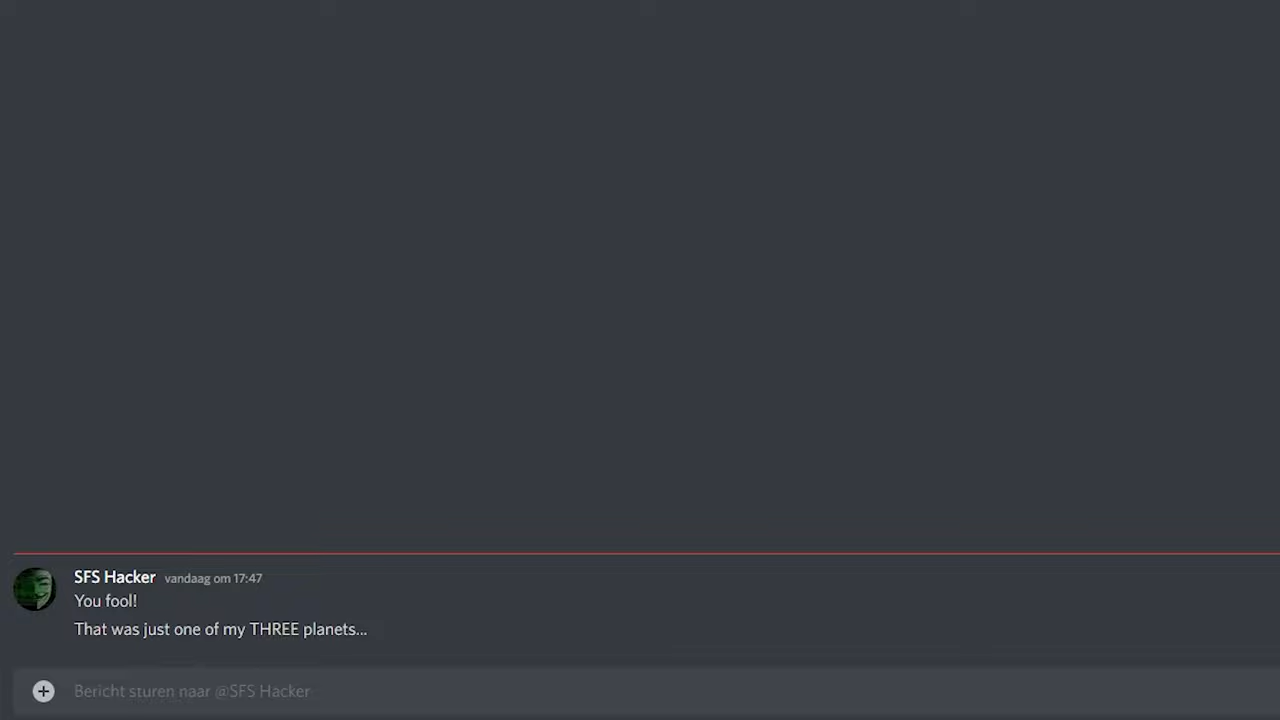 SFS Hacker vandaag om 17:47
You fool!
That was just one of my THREE planets...
Bericht sturen naar @SFS Hacker